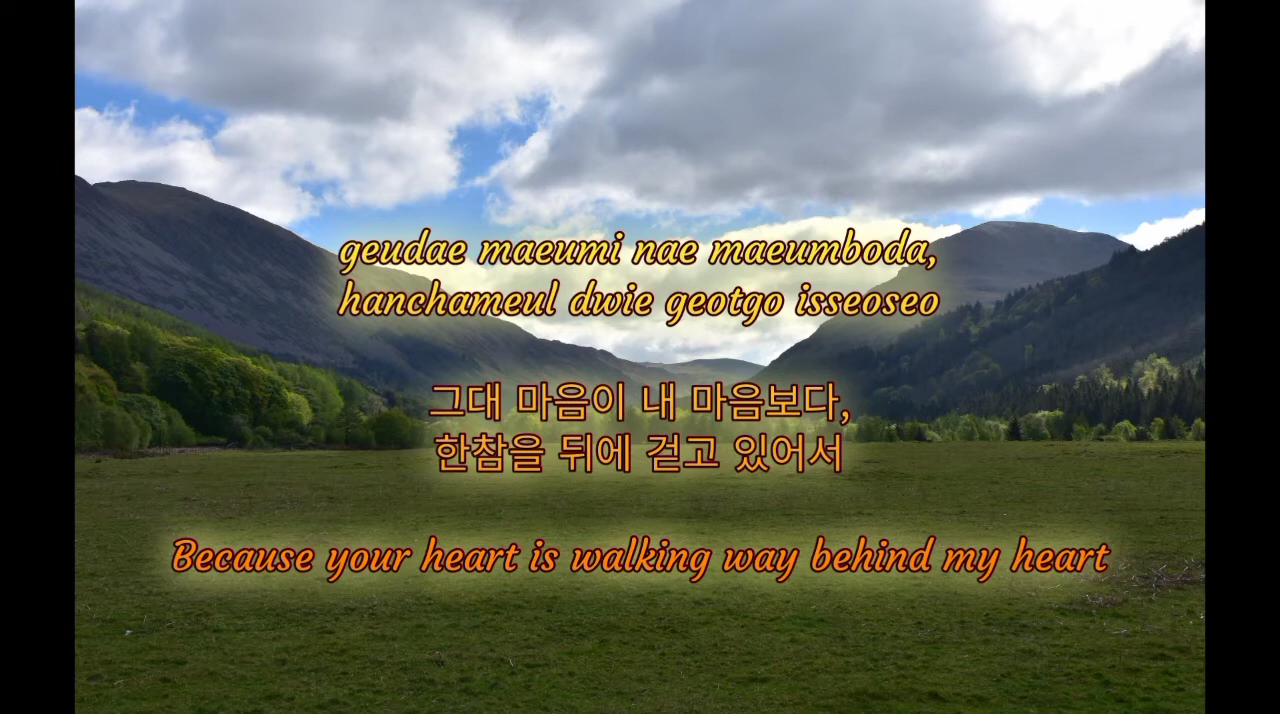 geudae maeumi nae maeumboda,
hanchameul dwie geotgo isseoseo
그대 마음이 내 마음보다,
한참을 뒤에 걷고 있어서
Because your heart is walking way behind my heart